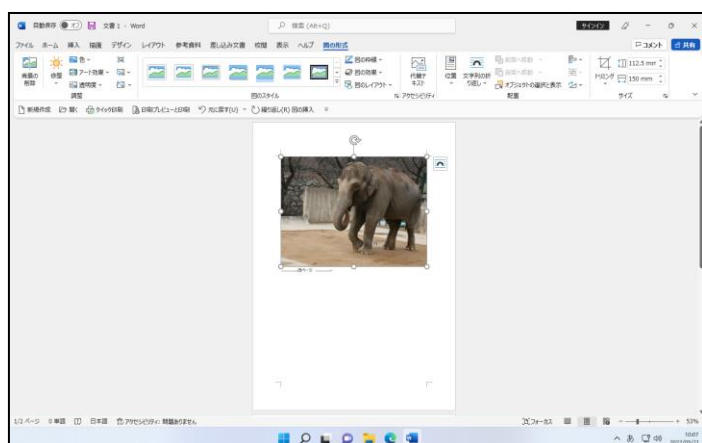 自動保存 オフ 文書 1 - Word 検索 (Alt+Q) サインイン
ファイル ホーム 挿入 描画 デザイン レイアウト 参考資料 差し込み文書 校閲 表示 ヘルプ 図の形式 コメント 共有
背景の削除 修整 色 アート効果 透明度 図の枠線 図の効果 図のレイアウト 代替テキスト 位置 文字列の折り返し 前面へ移動 背面へ移動 オブジェクトの選択と表示 トリミング 112.5 mm 150 mm
調整 図のスタイル アクセシビリティ 配置 サイズ
新規作成 開く クイック印刷 印刷プレビューと印刷 元に戻す(U) 繰り返し(R) 図の挿入
改ページ
1/2 ページ 0 単語 日本語 アクセシビリティ: 問題ありません フォーカス 53%
あ 10:07